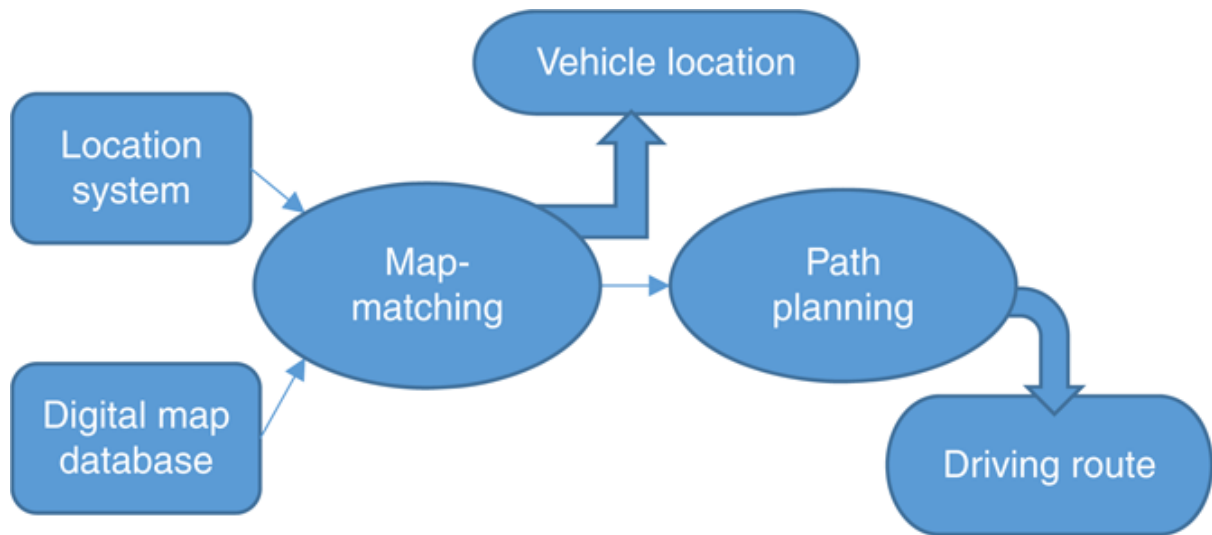 Vehicle location
Location
system
Map-
matching
Path
planning
Digital map
database
Driving route